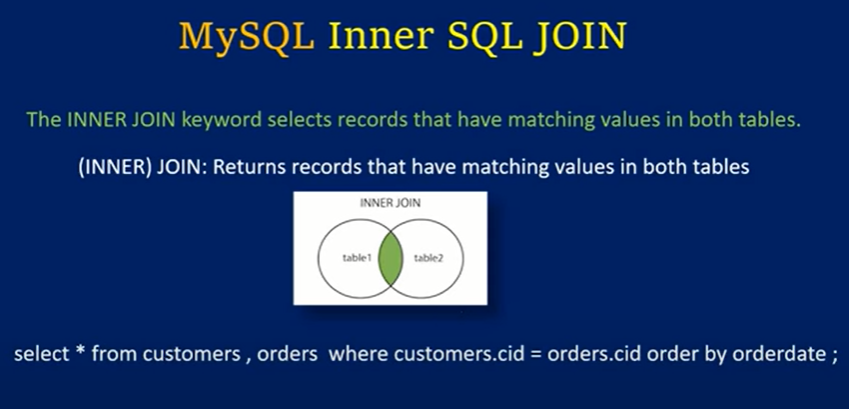 MySQL Inner SQL JOIN
The INNER JOIN keyword selects records that have matching values in both tables.
(INNER) JOIN: Returns records that have matching values in both tables
INNER JOIN
table1 table2
select * from customers , orders where customers.cid = orders.cid order by orderdate ;